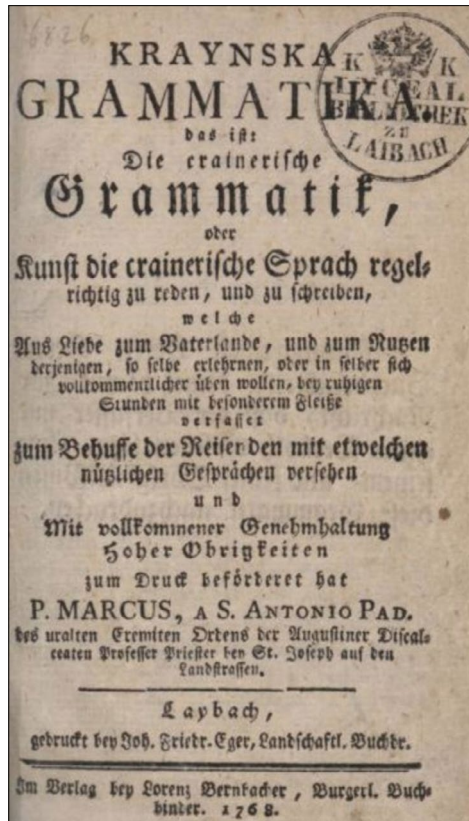 6826
KRAYNSKA
GRAMMATIKA.
das ist:
Die crainerische
Grammatik,
oder
Kunst die crainerische Sprach regel-
richtig zu reden, und zu schreiben,
welche
Aus Liebe zum Vaterlande, und zum Nutzen
derjenigen, so selbe erlehrnen, oder in selber sich
vollkommentlicher üben wollen, bey ruhigen
Stunden mit besonderem Fleiße
verfasset
zum Behuffe der Reisenden mit etwelchen
nützlichen Gesprächen versehen
und
Mit vollkommener Genehmhaltung
Hoher Obrigkeiten
zum Druck beförderet hat
P. MARCUS, A S. ANTONIO PAD.
des uralten Eremiten Ordens der Augustiner Discal-
ceaten Professer Priester bey St. Joseph auf den
Landstrassen.
Laybach,
gedruckt bey Joh. Friedr. Eger, Landschaftl. Buchdr.
Im Verlag bey Lorenz Bernbacher, Burgerl. Buch-
binder. 1768.
K K
LYCEAL
BIBLIOTHEK
ZU
LAIBACH